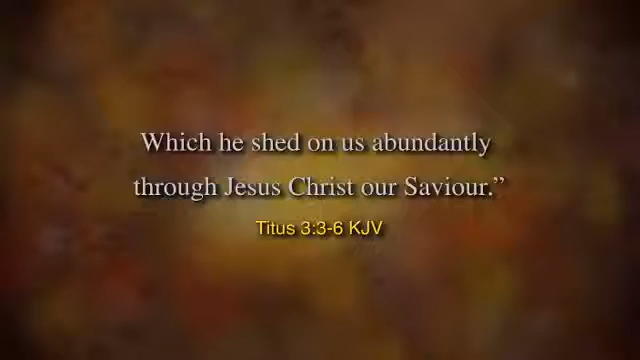 Which he shed on us abundantly
through Jesus Christ our Saviour.”
Titus 3:3-6 KJV